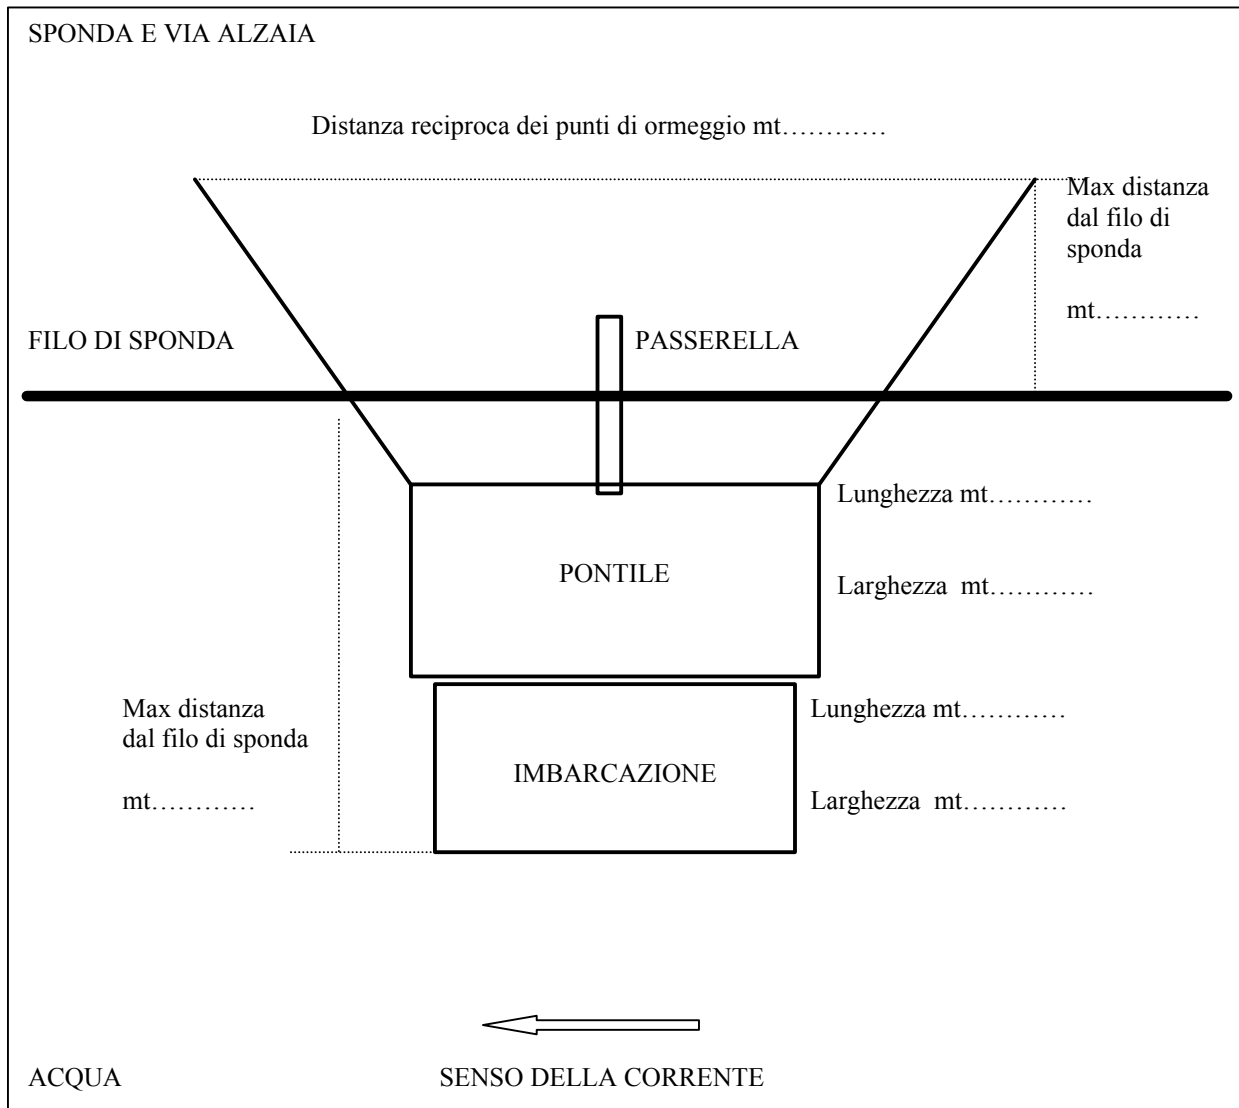 SPONDA E VIA ALZAIA
Distanza reciproca dei punti di ormeggio mt…………
Max distanza
dal filo di
sponda
mt…………
FILO DI SPONDA
PASSERELLA
Lunghezza mt…………
PONTILE
Larghezza  mt…………
Max distanza
dal filo di sponda
mt…………
Lunghezza mt…………
IMBARCAZIONE
Larghezza  mt…………
ACQUA
SENSO DELLA CORRENTE